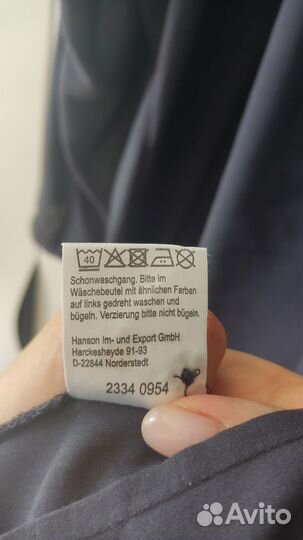 40
Schonwaschgang. Bitte im
Wäschebeutel mit ähnlichen Farben
auf links gedreht waschen und
bügeln. Verzierung bitte nicht bügeln.
Hanson Im- und Export GmbH
Harckesheyde 91-93
D-22844 Norderstedt
2334 0954
Avito